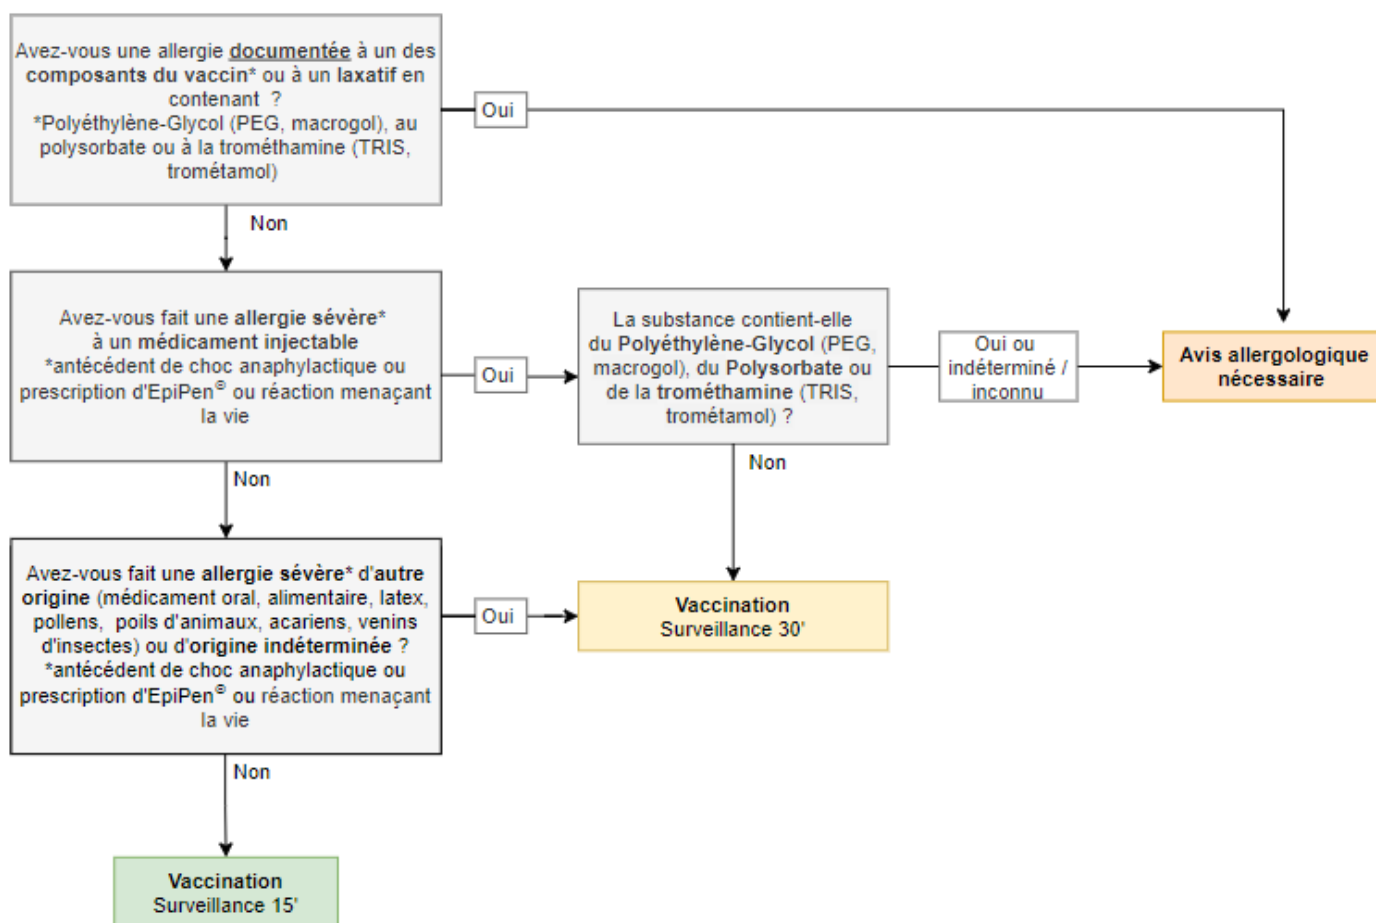 Avez-vous une allergie documentée à un des
composants du vaccin* ou à un laxatif en
contenant ?
*Polyéthylène-Glycol (PEG, macrogol), au
polysorbate ou à la trométhamine (TRIS,
trométamol)
Oui
Non
Avez-vous fait une allergie sévère*
à un médicament injectable
*antécédent de choc anaphylactique ou
prescription d'EpiPen® ou réaction menaçant
la vie
Oui
La substance contient-elle
du Polyéthylène-Glycol (PEG,
macrogol), du Polysorbate ou
de la trométhamine (TRIS,
trométamol) ?
Oui ou
indéterminé /
inconnu
Avis allergologique
nécessaire
Non
Non
Avez-vous fait une allergie sévère* d'autre
origine (médicament oral, alimentaire, latex,
pollens, poils d'animaux, acariens, venins
d'insectes) ou d'origine indéterminée ?
*antécédent de choc anaphylactique ou
prescription d'EpiPen® ou réaction menaçant
la vie
Oui
Vaccination
Surveillance 30'
Non
Vaccination
Surveillance 15'